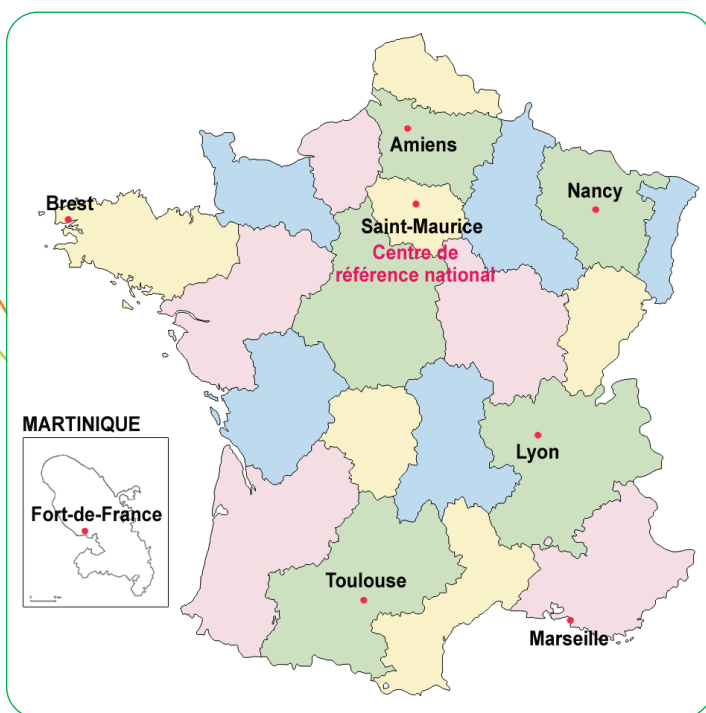 Amiens
Nancy
Brest
Saint-Maurice
Centre de
référence national
MARTINIQUE
Lyon
Fort-de-France
Toulouse
Marseille